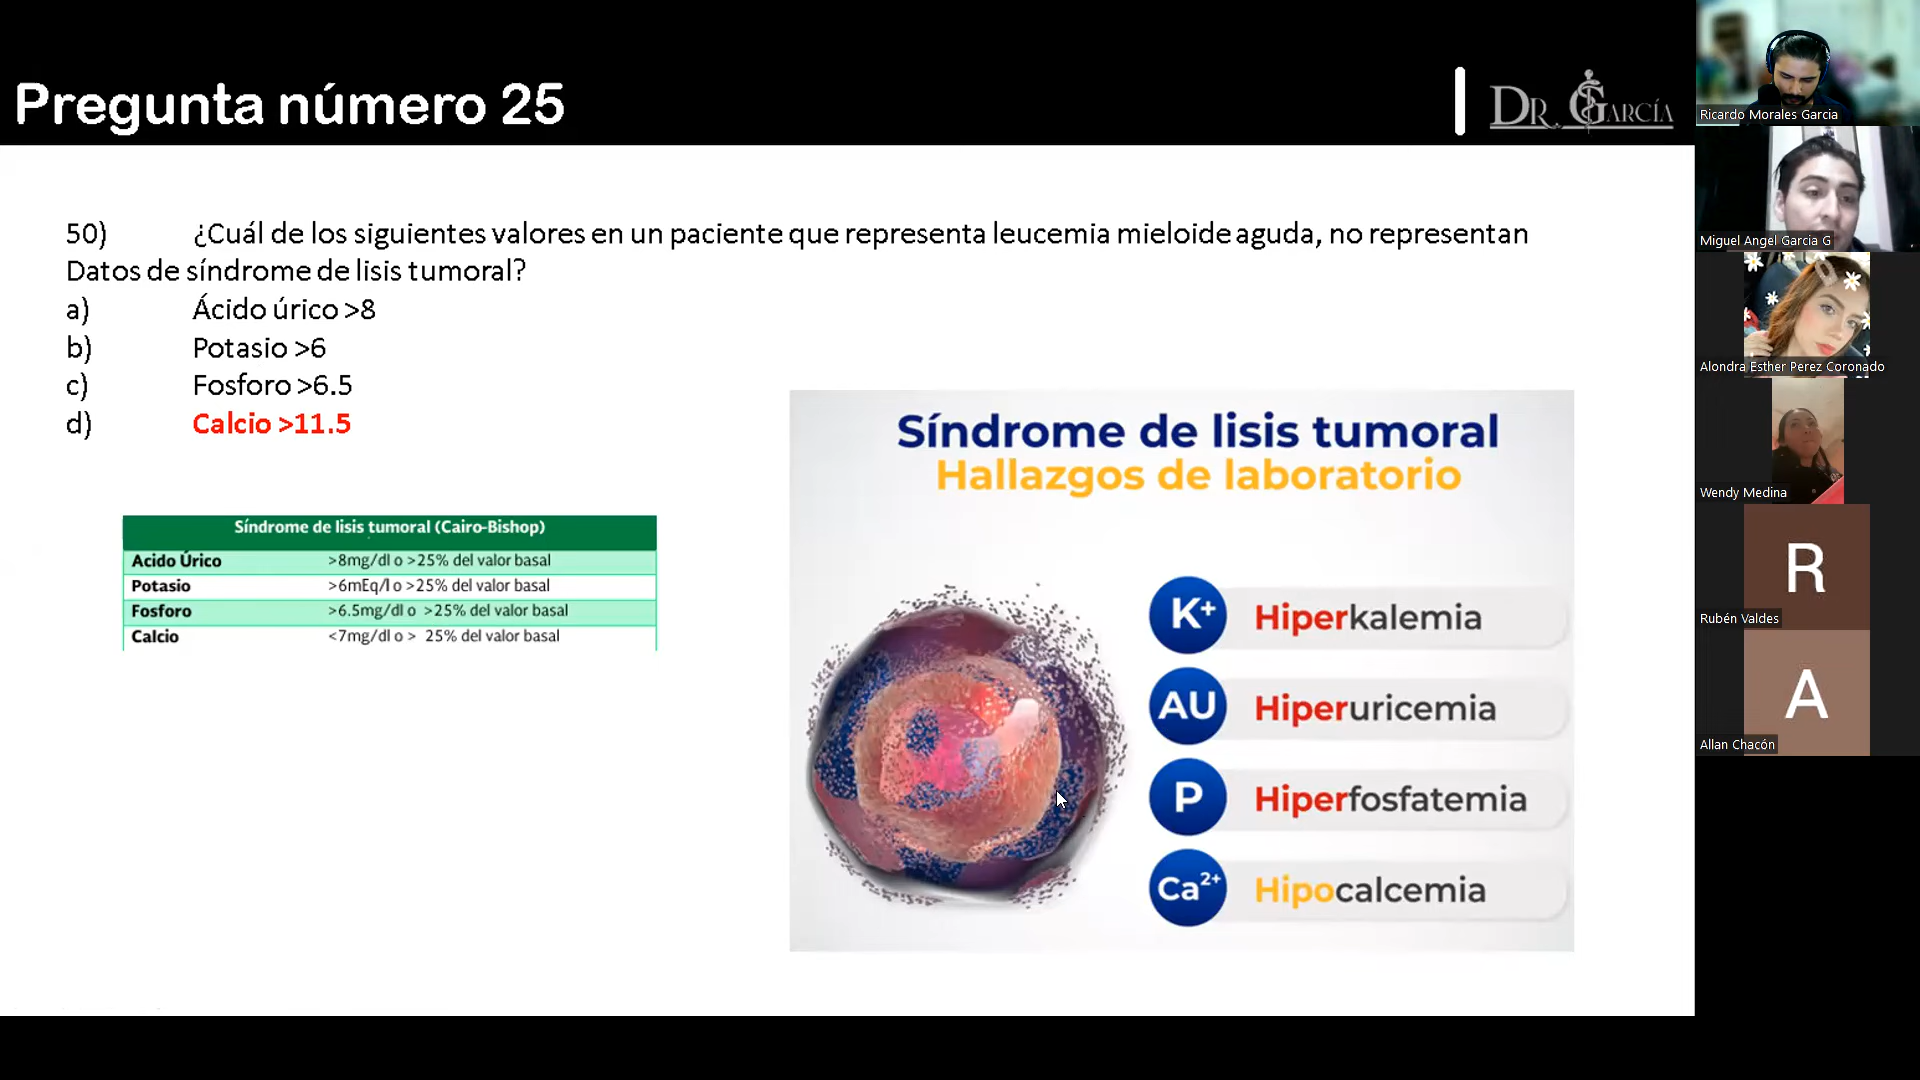 Pregunta número 25
DR. GARCÍA
50) ¿Cuál de los siguientes valores en un paciente que representa leucemia mieloide aguda, no representan
Datos de síndrome de lisis tumoral?
a) Ácido úrico >8
b) Potasio >6
c) Fosforo >6.5
d) Calcio >11.5
Síndrome de lisis tumoral (Cairo-Bishop)
Acido Úrico >8mg/dl o >25% del valor basal
Potasio >6mEq/l o >25% del valor basal
Fosforo >6.5mg/dl o >25% del valor basal
Calcio <7mg/dl o > 25% del valor basal
Síndrome de lisis tumoral
Hallazgos de laboratorio
K+ Hiperkalemia
AU Hiperuricemia
P Hiperfosfatemia
Ca2+ Hipocalcemia
Ricardo Morales Garcia
Miguel Angel Garcia G
Alondra Esther Perez Coronado
Wendy Medina
R
Rubén Valdes
A
Allan Chacón